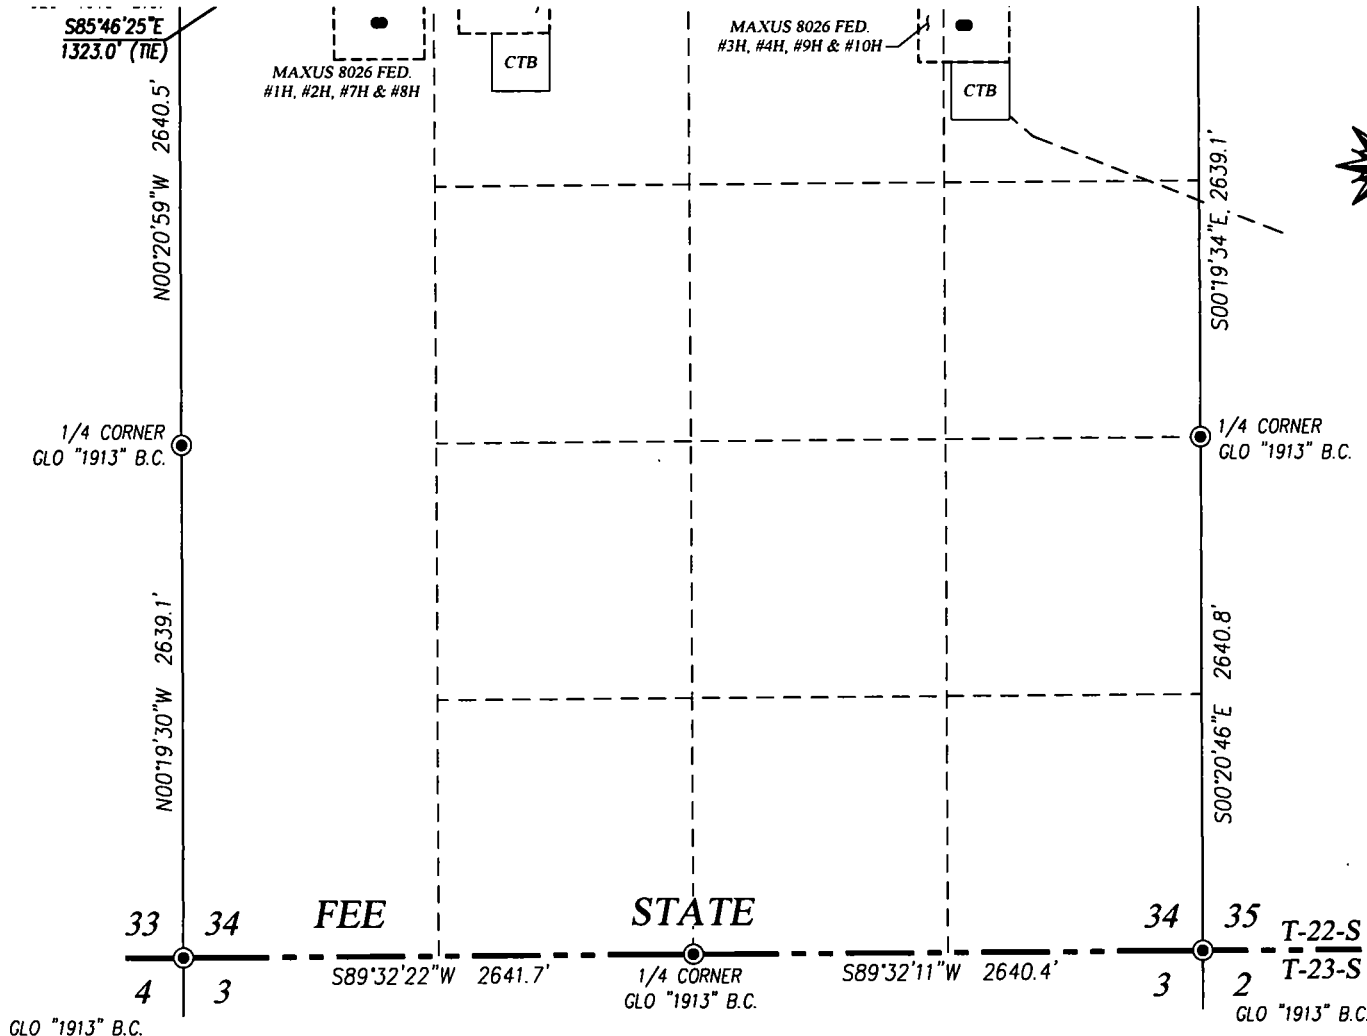 S85°46'25"E
1323.0' (TIE)
MAXUS 8026 FED.
#1H, #2H, #7H & #8H
CTB
MAXUS 8026 FED.
#3H, #4H, #9H & #10H
CTB
N00°20'59"W 2640.5'
S00°19'34"E, 2639.1'
1/4 CORNER
GLO "1913" B.C.
1/4 CORNER
GLO "1913" B.C.
N00°19'30"W 2639.1'
S00°20'46"E 2640.8'
33 34
FEE
STATE
34 35
T-22-S
S89°32'22"W 2641.7'
1/4 CORNER
GLO "1913" B.C.
S89°32'11"W 2640.4'
T-23-S
4 3
3 2
GLO "1913" B.C.
GLO "1913" B.C.